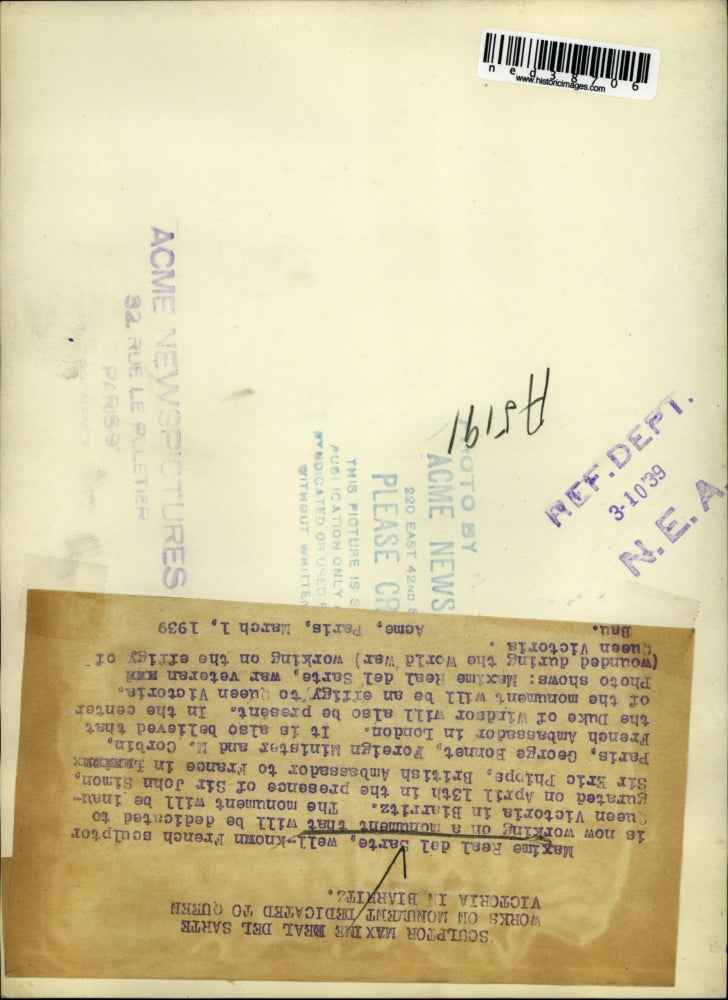 ned38706
www.historicimages.com
ACME NEWSPICTURES
32, RUE LE PELETIER
PARIS-9e
A5191
REF. DEPT.
3-10'39
N. E. A.
PHOTO BY
ACME NEWS
220 EAST 42ND S
PLEASE CR
THIS PICTURE IS S
PUBLICATION ONLY
SYNDICATED OR USED
WITHOUT WRITTEN
SCULPTOR MAXIME REAL DEL SARTE
WORKS ON MONUMENT DEDICATED TO QUEEN
VICTORIA IN BIARRITZ.
Maxime Real del Sarte, well-known French sculptor
is now working on a monument that will be dedicated to
Queen Victoria in Biarritz. The monument will be inau-
gurated on April 13th in the presence of Sir John Simon,
Sir Eric Phipps, British Ambassador to France in
Paris, George Bonnet, Foreign Minister and M. Corbin,
French Ambassador in London. It is also believed that
the Duke of Windsor will also be present. In the center
of the monument will be an effigy to Queen Victoria.
Photo shows: Maxime Real del Sarte, war veteran
(wounded during the World War) working on the effigy of
Queen Victoria.
Bau. Acme, Paris, March 1, 1939